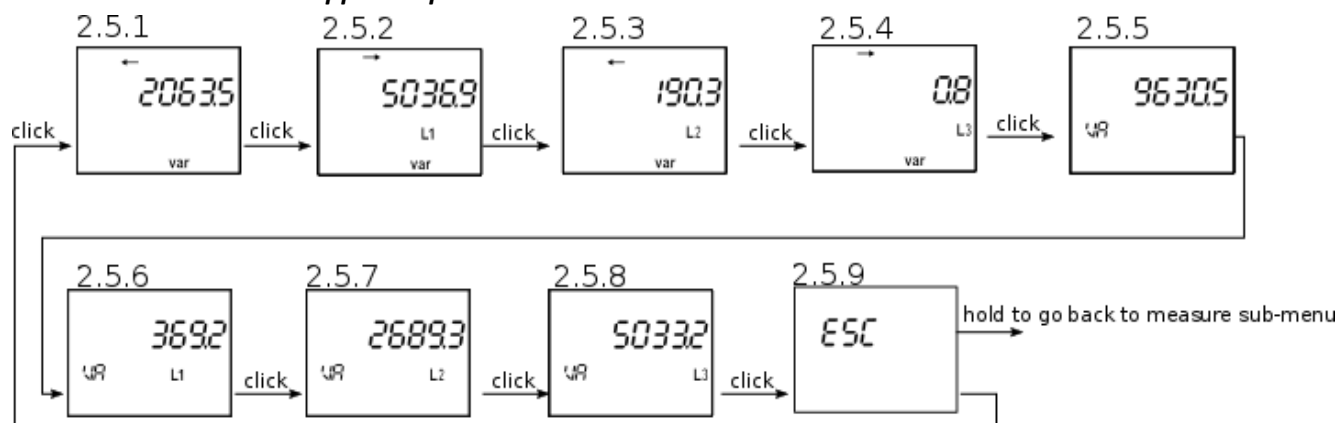 2.5.1 2.5.2 2.5.3 2.5.4 2.5.5
← → ← →
2063.5 5036.9 190.3 0.8 9630.5
click click click click click
L1 L2 L3 VA
var var var var
2.5.6 2.5.7 2.5.8 2.5.9
369.2 2689.3 5033.2 ESC hold to go back to measure sub-menu
VA L1 click VA L2 click VA L3 click